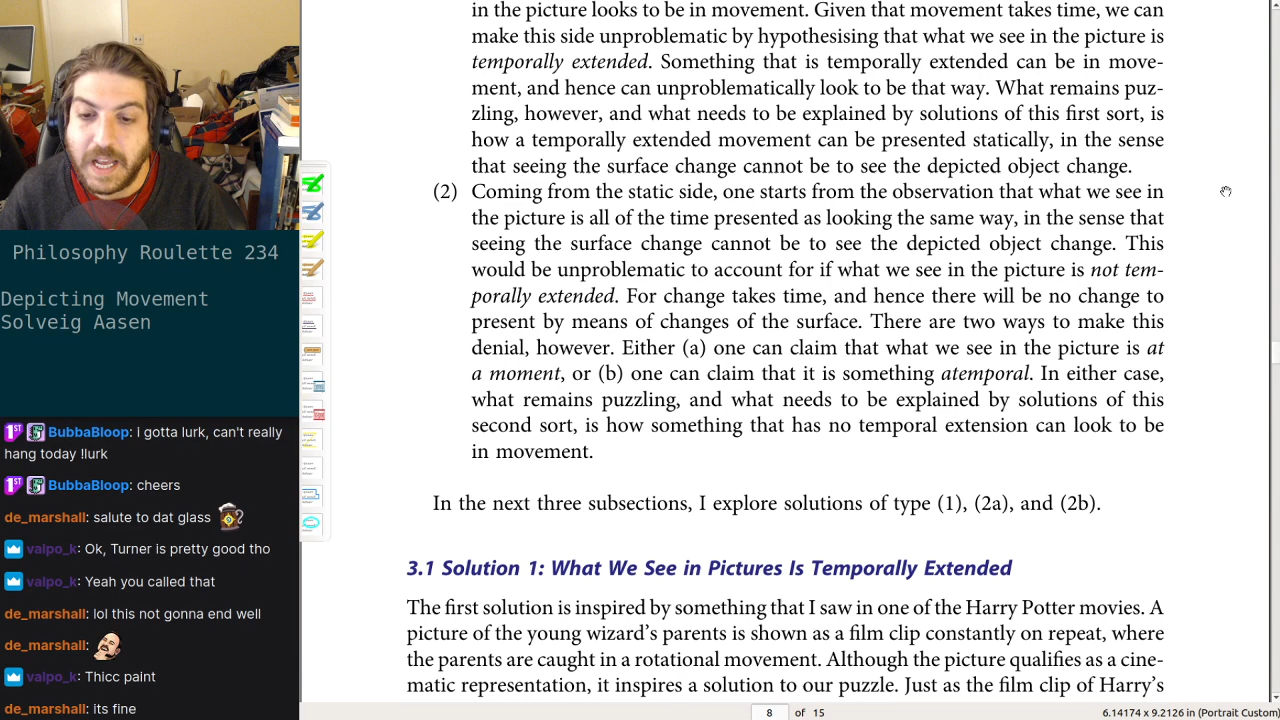 in the picture looks to be in movement. Given that movement takes time, we can
make this side unproblematic by hypothesising that what we see in the picture is
temporally extended. Something that is temporally extended can be in move-
ment, and hence can unproblematically look to be that way. What remains puz-
zling, however, and what needs to be explained by solutions of this first sort, is
how a temporally extended movement can be presented statically, in the sense
that seeing the surface change cannot be to see the depicted object change.
(2) Coming from the static side, one starts from the observation that what we see in
the picture is all of the time presented as looking the same way, in the sense that
seeing the surface change cannot be to see the depicted object change. This
would be unproblematic to account for if what we see in the picture is not tem-
porally extended. For things without temporal phases there is no change to
present by means of changes in the surface. There are two ways to make this
denial, however. Either (a) one can claim that what we see in the picture is in
a moment, or (b) one can claim that it is something atemporal. In either case,
what remains puzzling, and what needs to be explained by solutions of this
second sort, is how something that has no temporal extension can look to be
in movement.
In the next three subsections, I explore solutions of type (1), (2a), and (2b).
3.1 Solution 1: What We See in Pictures Is Temporally Extended
The first solution is inspired by something that I saw in one of the Harry Potter movies. A
picture of the young wizard's parents is shown as a film clip constantly on repeat, where
the parents are caught in a rotational movement. Although the picture qualifies as a cine-
matic representation, it inspires a solution to our puzzle. Just as the film clip of Harry's
8 of 15
6.14174 x 9.2126 in (Portrait Custom)
Philosophy Roulette 234
Depicting Movement
Solveig Aasen
BubbaBloop: I gotta lurk, can't really
hang today !lurk
BubbaBloop: cheers
de_marshall: salute to dat glass
valpo_k: Ok, Turner is pretty good tho
valpo_k: Yeah you called that
de_marshall: lol this not gonna end well
de_marshall:
valpo_k: Thicc paint
de_marshall: its fine